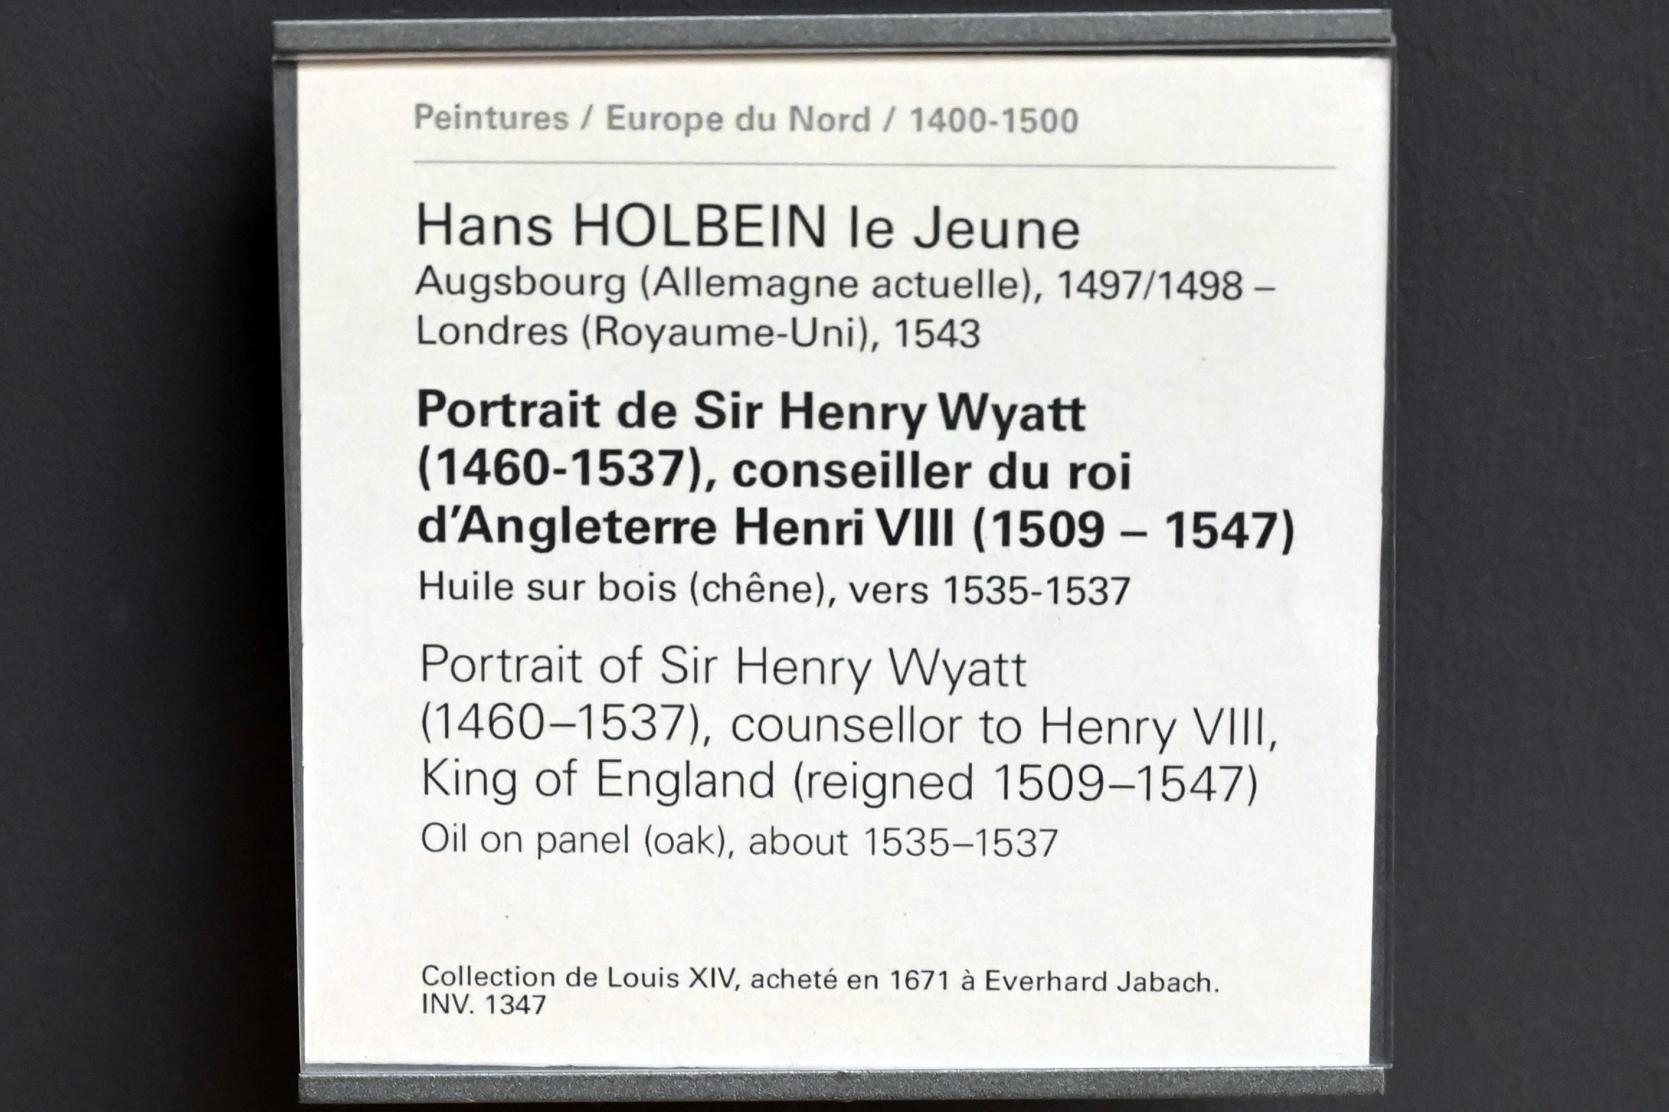 Peintures / Europe du Nord / 1400-1500
Hans HOLBEIN le Jeune
Augsbourg (Allemagne actuelle), 1497/1498 –
Londres (Royaume-Uni), 1543
Portrait de Sir Henry Wyatt
(1460-1537), conseiller du roi
d'Angleterre Henri VIII (1509 – 1547)
Huile sur bois (chêne), vers 1535-1537
Portrait of Sir Henry Wyatt
(1460–1537), counsellor to Henry VIII,
King of England (reigned 1509–1547)
Oil on panel (oak), about 1535–1537
Collection de Louis XIV, acheté en 1671 à Everhard Jabach.
INV. 1347